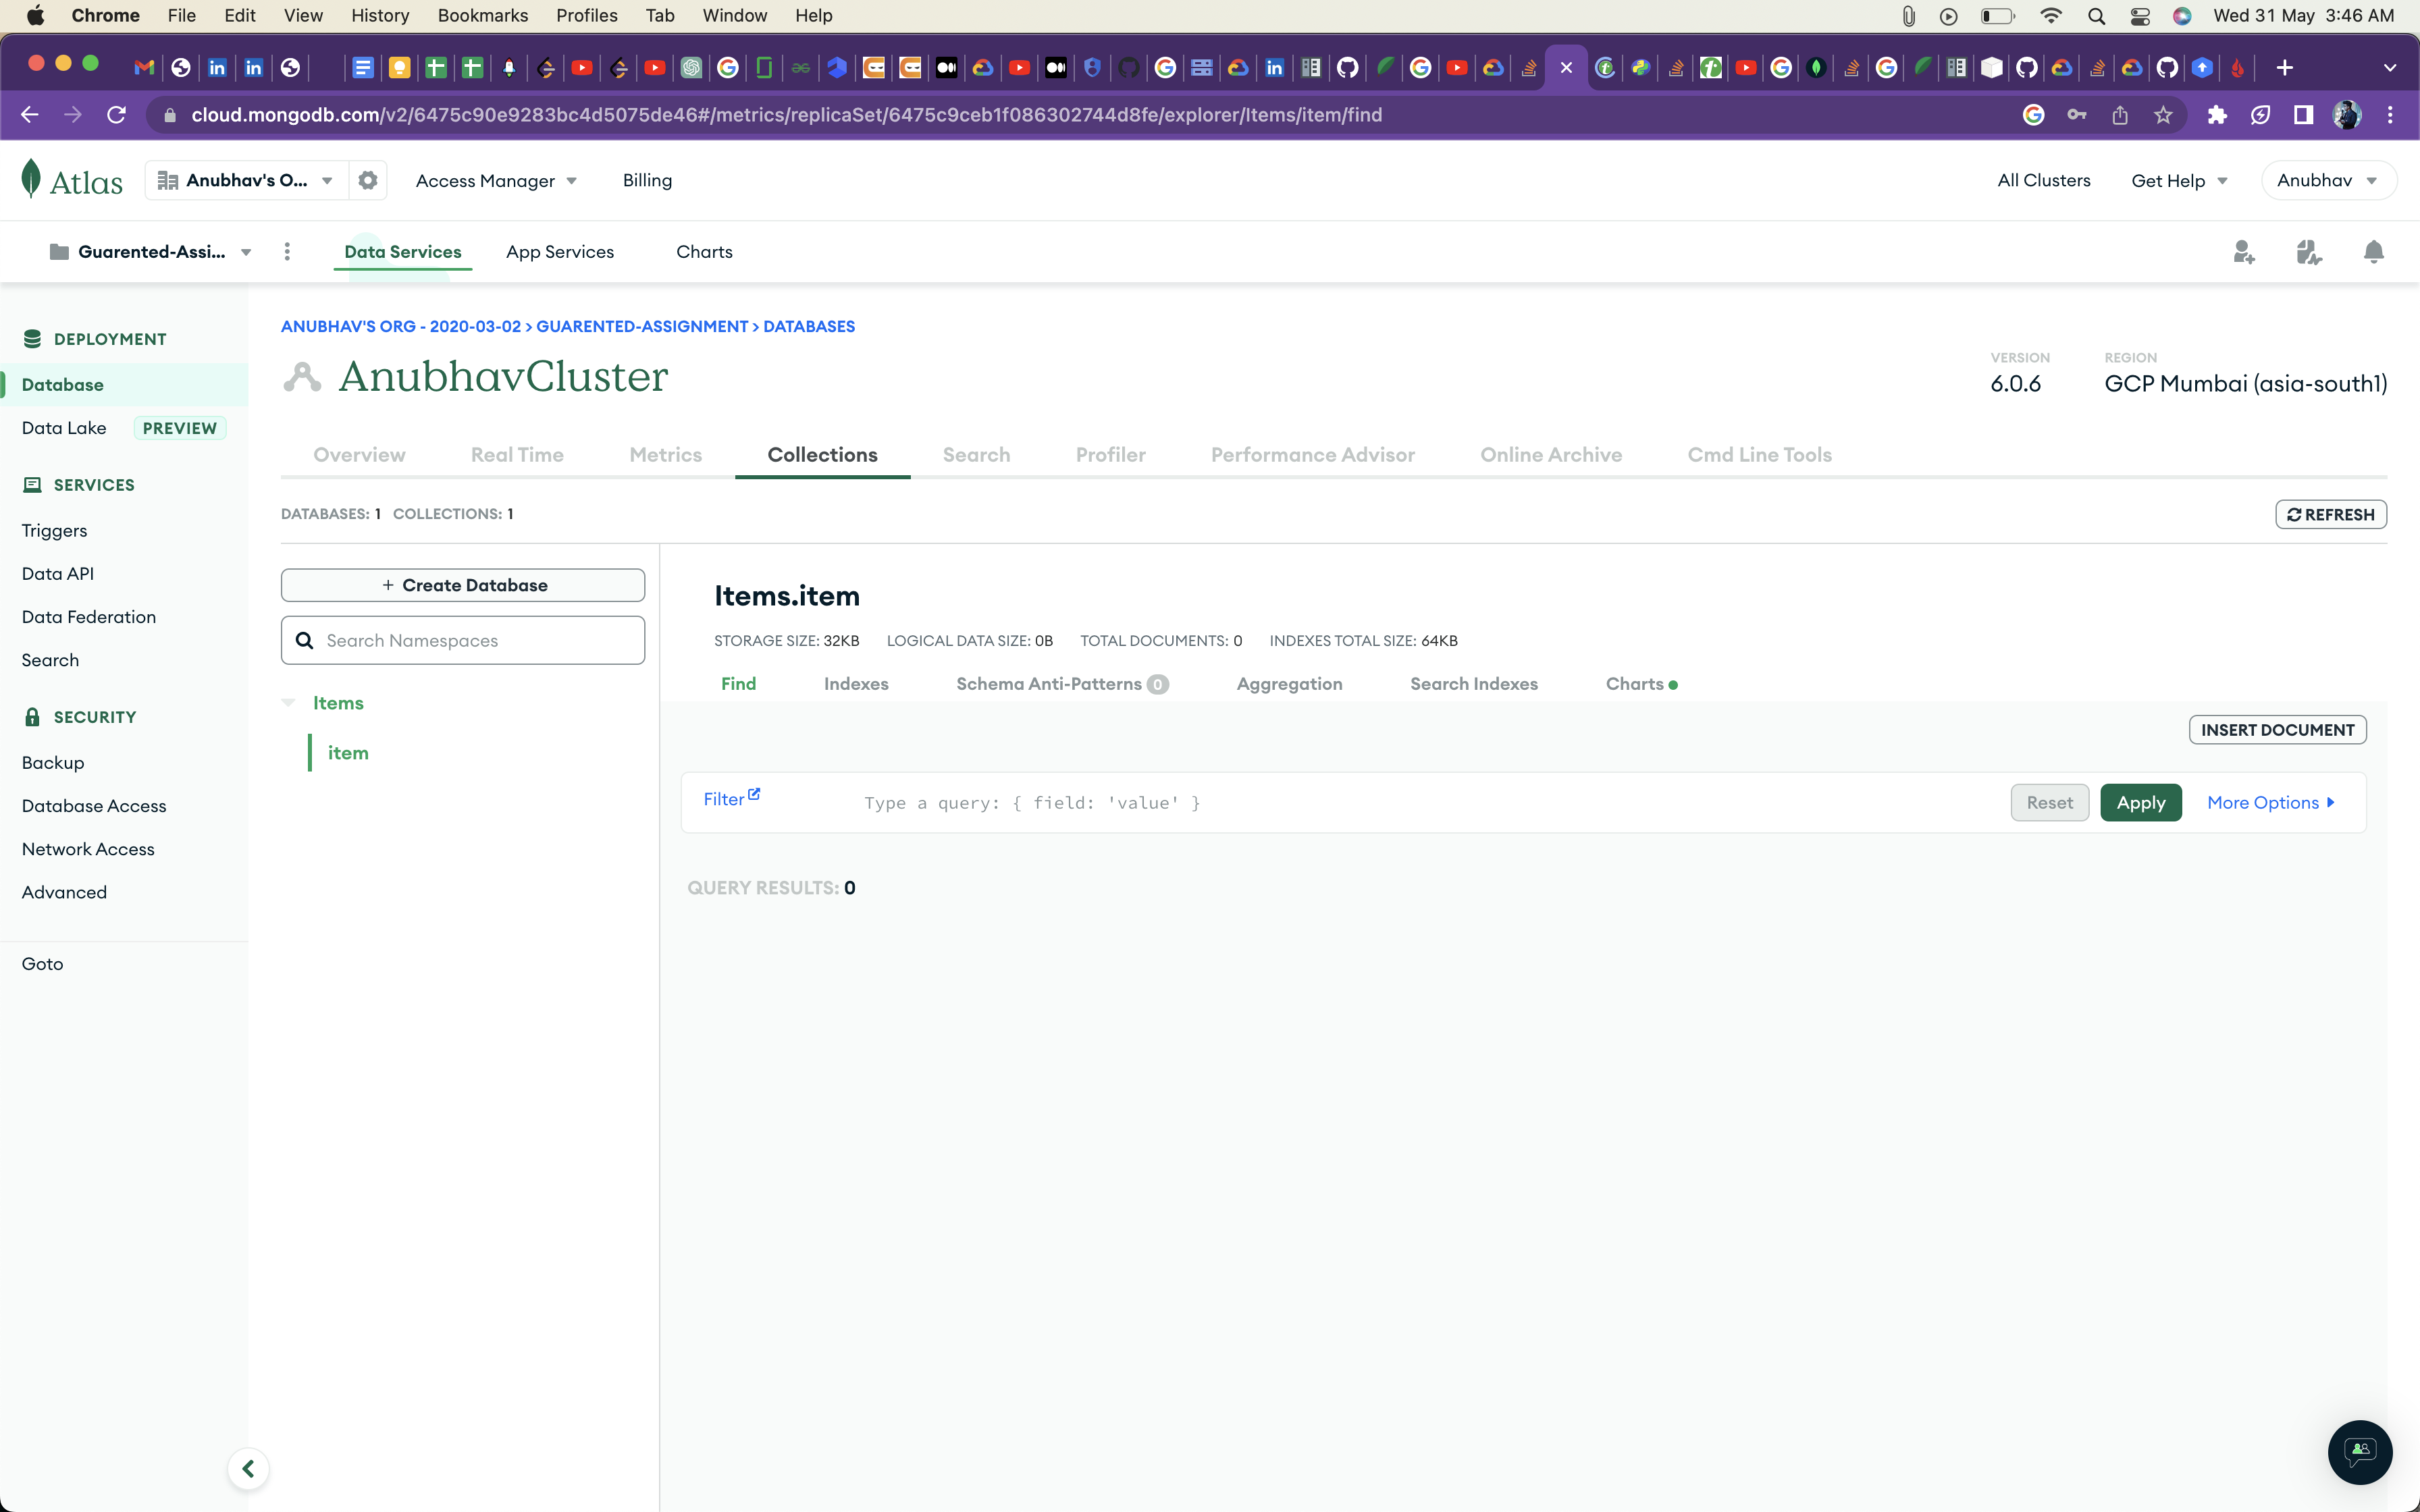 Chrome File Edit View History Bookmarks Profiles Tab Window Help Wed 31 May 3:46 AM
cloud.mongodb.com/v2/6475c90e9283bc4d5075de46#/metrics/replicaSet/6475c9ceb1f086302744d8fe/explorer/Items/item/find
Atlas Anubhav's O... Access Manager Billing All Clusters Get Help Anubhav
Guarented-Assi... Data Services App Services Charts
DEPLOYMENT
Database
Data Lake PREVIEW
SERVICES
Triggers
Data API
Data Federation
Search
SECURITY
Backup
Database Access
Network Access
Advanced
Goto
ANUBHAV'S ORG - 2020-03-02 > GUARENTED-ASSIGNMENT > DATABASES
AnubhavCluster
VERSION
6.0.6
REGION
GCP Mumbai (asia-south1)
Overview Real Time Metrics Collections Search Profiler Performance Advisor Online Archive Cmd Line Tools
DATABASES: 1 COLLECTIONS: 1
REFRESH
+ Create Database
Search Namespaces
Items
item
Items.item
STORAGE SIZE: 32KB LOGICAL DATA SIZE: 0B TOTAL DOCUMENTS: 0 INDEXES TOTAL SIZE: 64KB
Find Indexes Schema Anti-Patterns 0 Aggregation Search Indexes Charts
INSERT DOCUMENT
Filter Type a query: { field: 'value' } Reset Apply More Options
QUERY RESULTS: 0